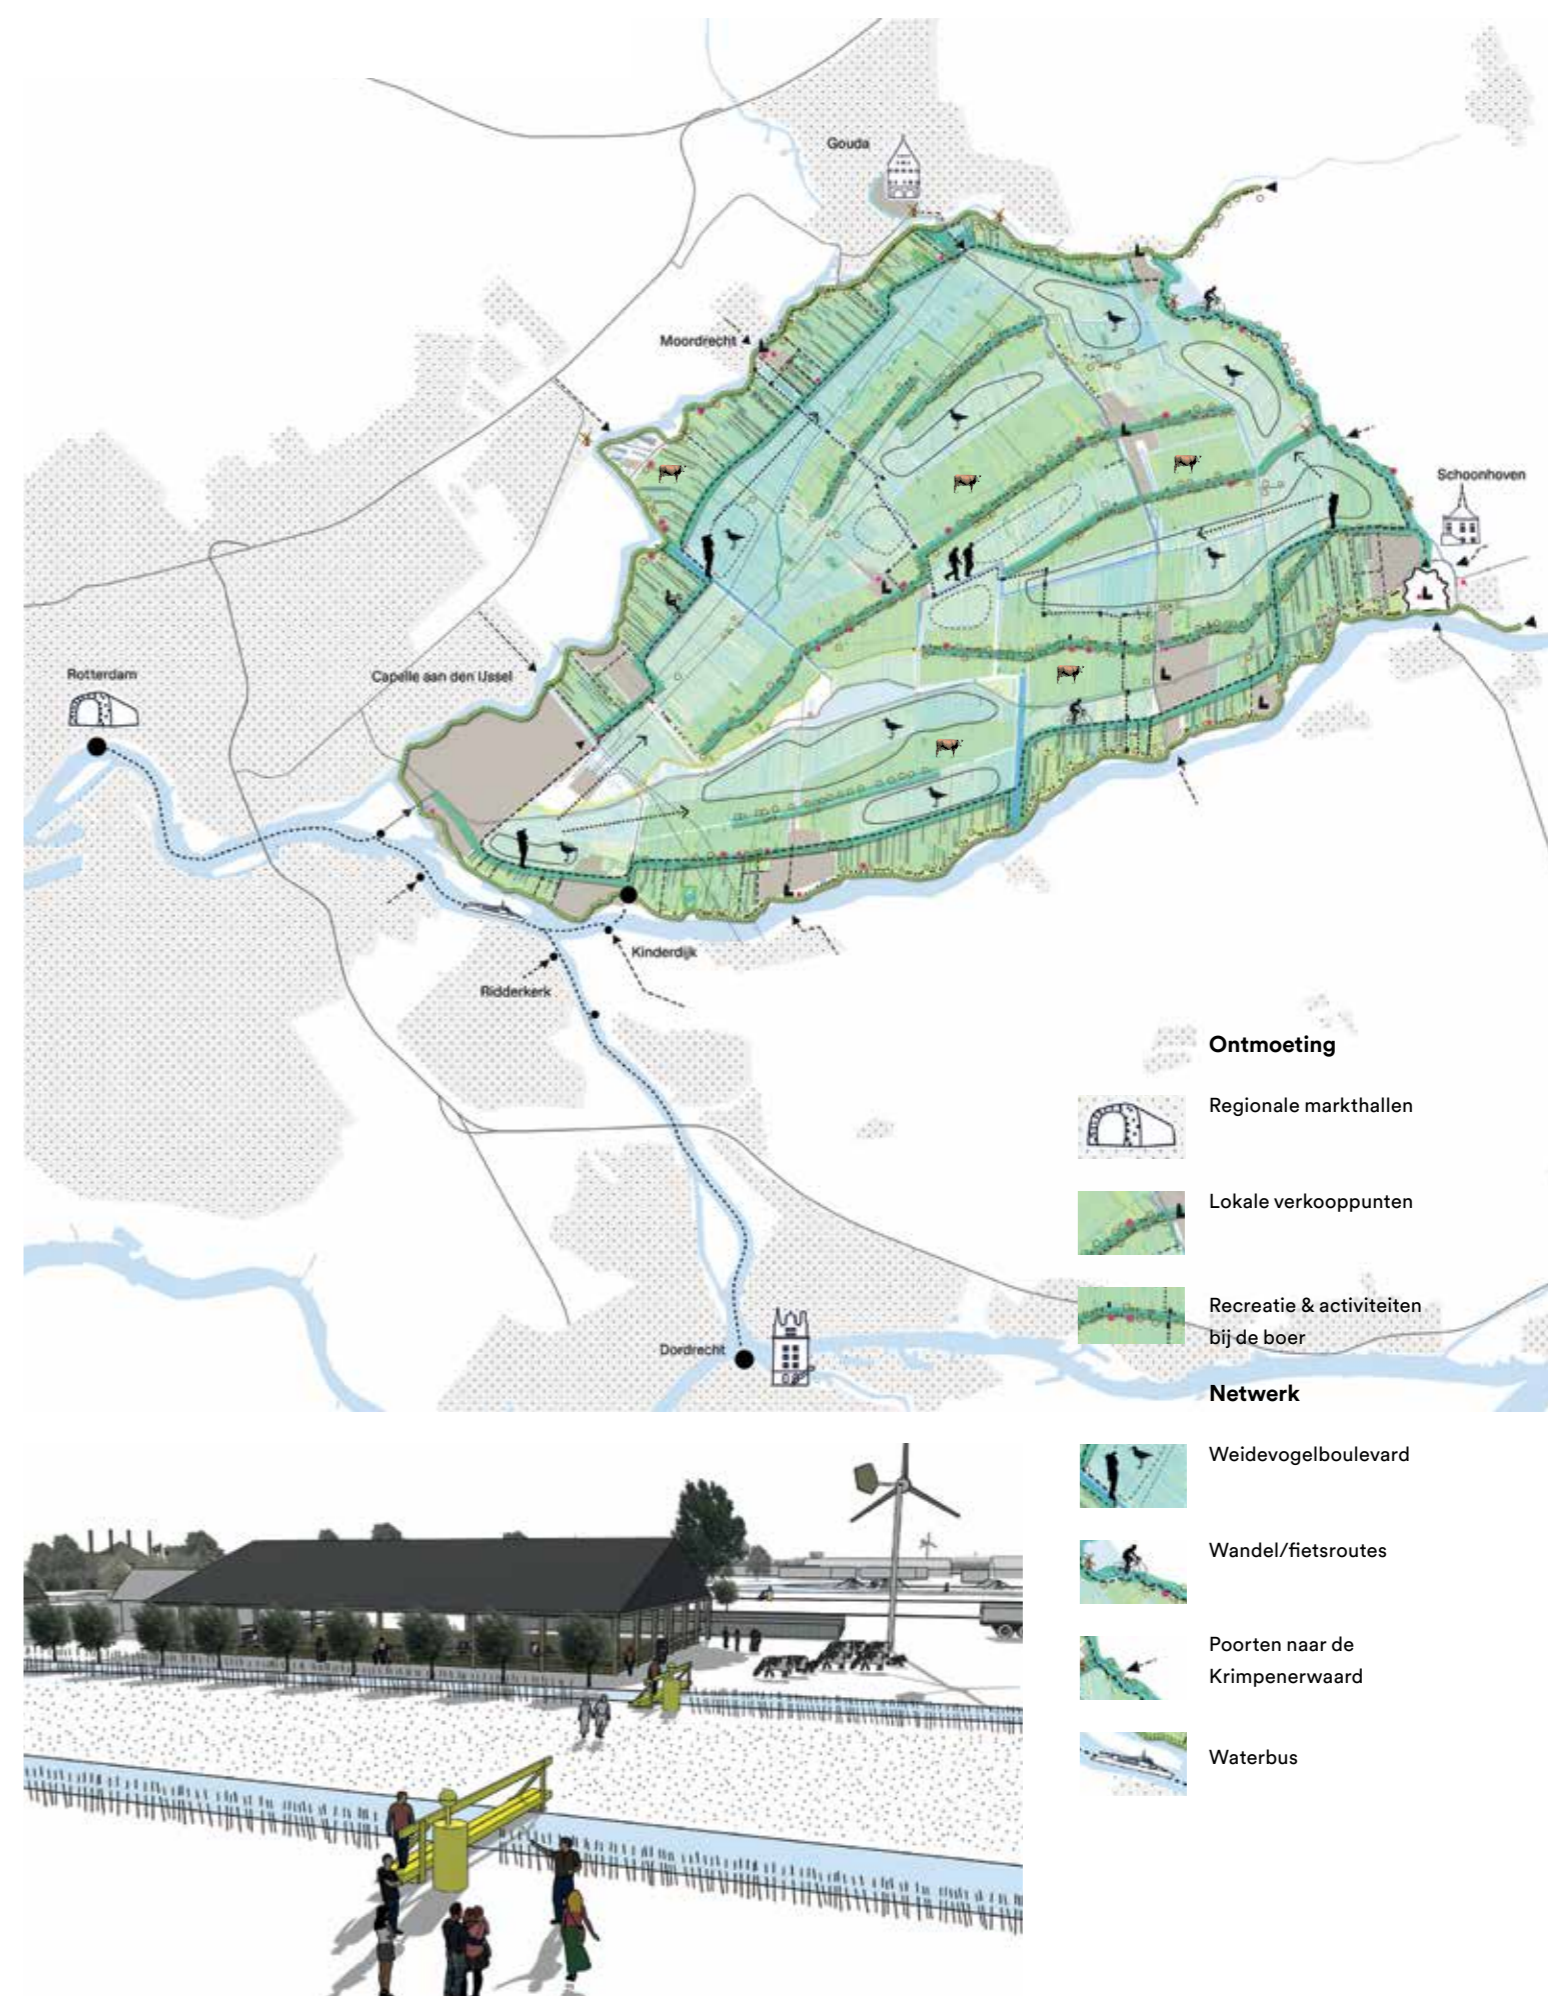 Gouda
Moordrecht
Schoonhoven
Rotterdam
Capelle aan den IJssel
Kinderdijk
Ridderkerk
Dordrecht
Ontmoeting
Regionale markthallen
Lokale verkooppunten
Recreatie & activiteiten
bij de boer
Netwerk
Weidevogelboulevard
Wandel/fietsroutes
Poorten naar de
Krimpenerwaard
Waterbus